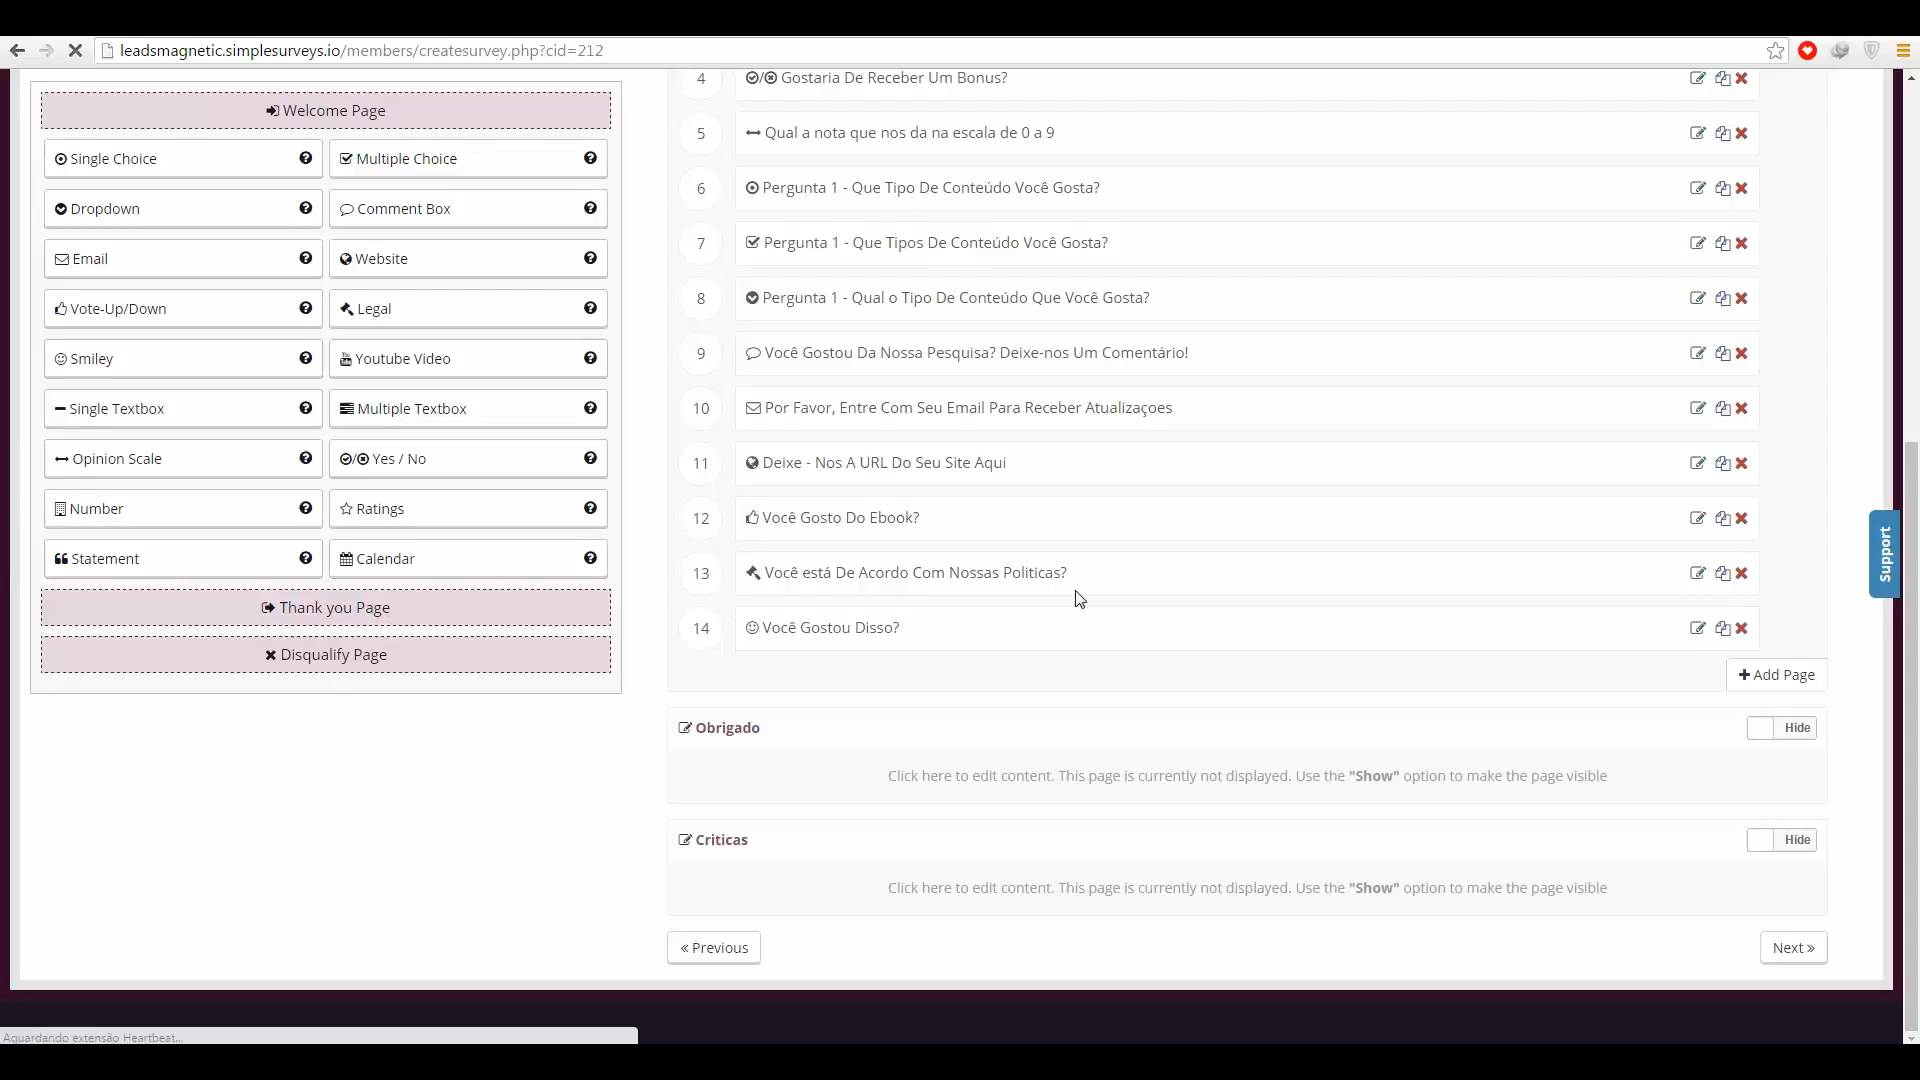 leadsmagnetic.simplesurveys.io/members/createsurvey.php?cid=212
Welcome Page
Single Choice
Multiple Choice
Dropdown
Comment Box
Email
Website
Vote-Up/Down
Legal
Smiley
Youtube Video
Single Textbox
Multiple Textbox
Opinion Scale
Yes / No
Number
Ratings
Statement
Calendar
Thank you Page
Disqualify Page
4 / Gostaria De Receber Um Bonus?
5 Qual a nota que nos da na escala de 0 a 9
6 Pergunta 1 - Que Tipo De Conteúdo Você Gosta?
7 Pergunta 1 - Que Tipos De Conteúdo Você Gosta?
8 Pergunta 1 - Qual o Tipo De Conteúdo Que Você Gosta?
9 Você Gostou Da Nossa Pesquisa? Deixe-nos Um Comentário!
10 Por Favor, Entre Com Seu Email Para Receber Atualizaçoes
11 Deixe - Nos A URL Do Seu Site Aqui
12 Você Gosto Do Ebook?
13 Você está De Acordo Com Nossas Politicas?
14 Você Gostou Disso?
Add Page
Obrigado
Hide
Click here to edit content. This page is currently not displayed. Use the "Show" option to make the page visible
Criticas
Hide
Click here to edit content. This page is currently not displayed. Use the "Show" option to make the page visible
« Previous
Next »
Support
Aguardando extensão Heartbeat...